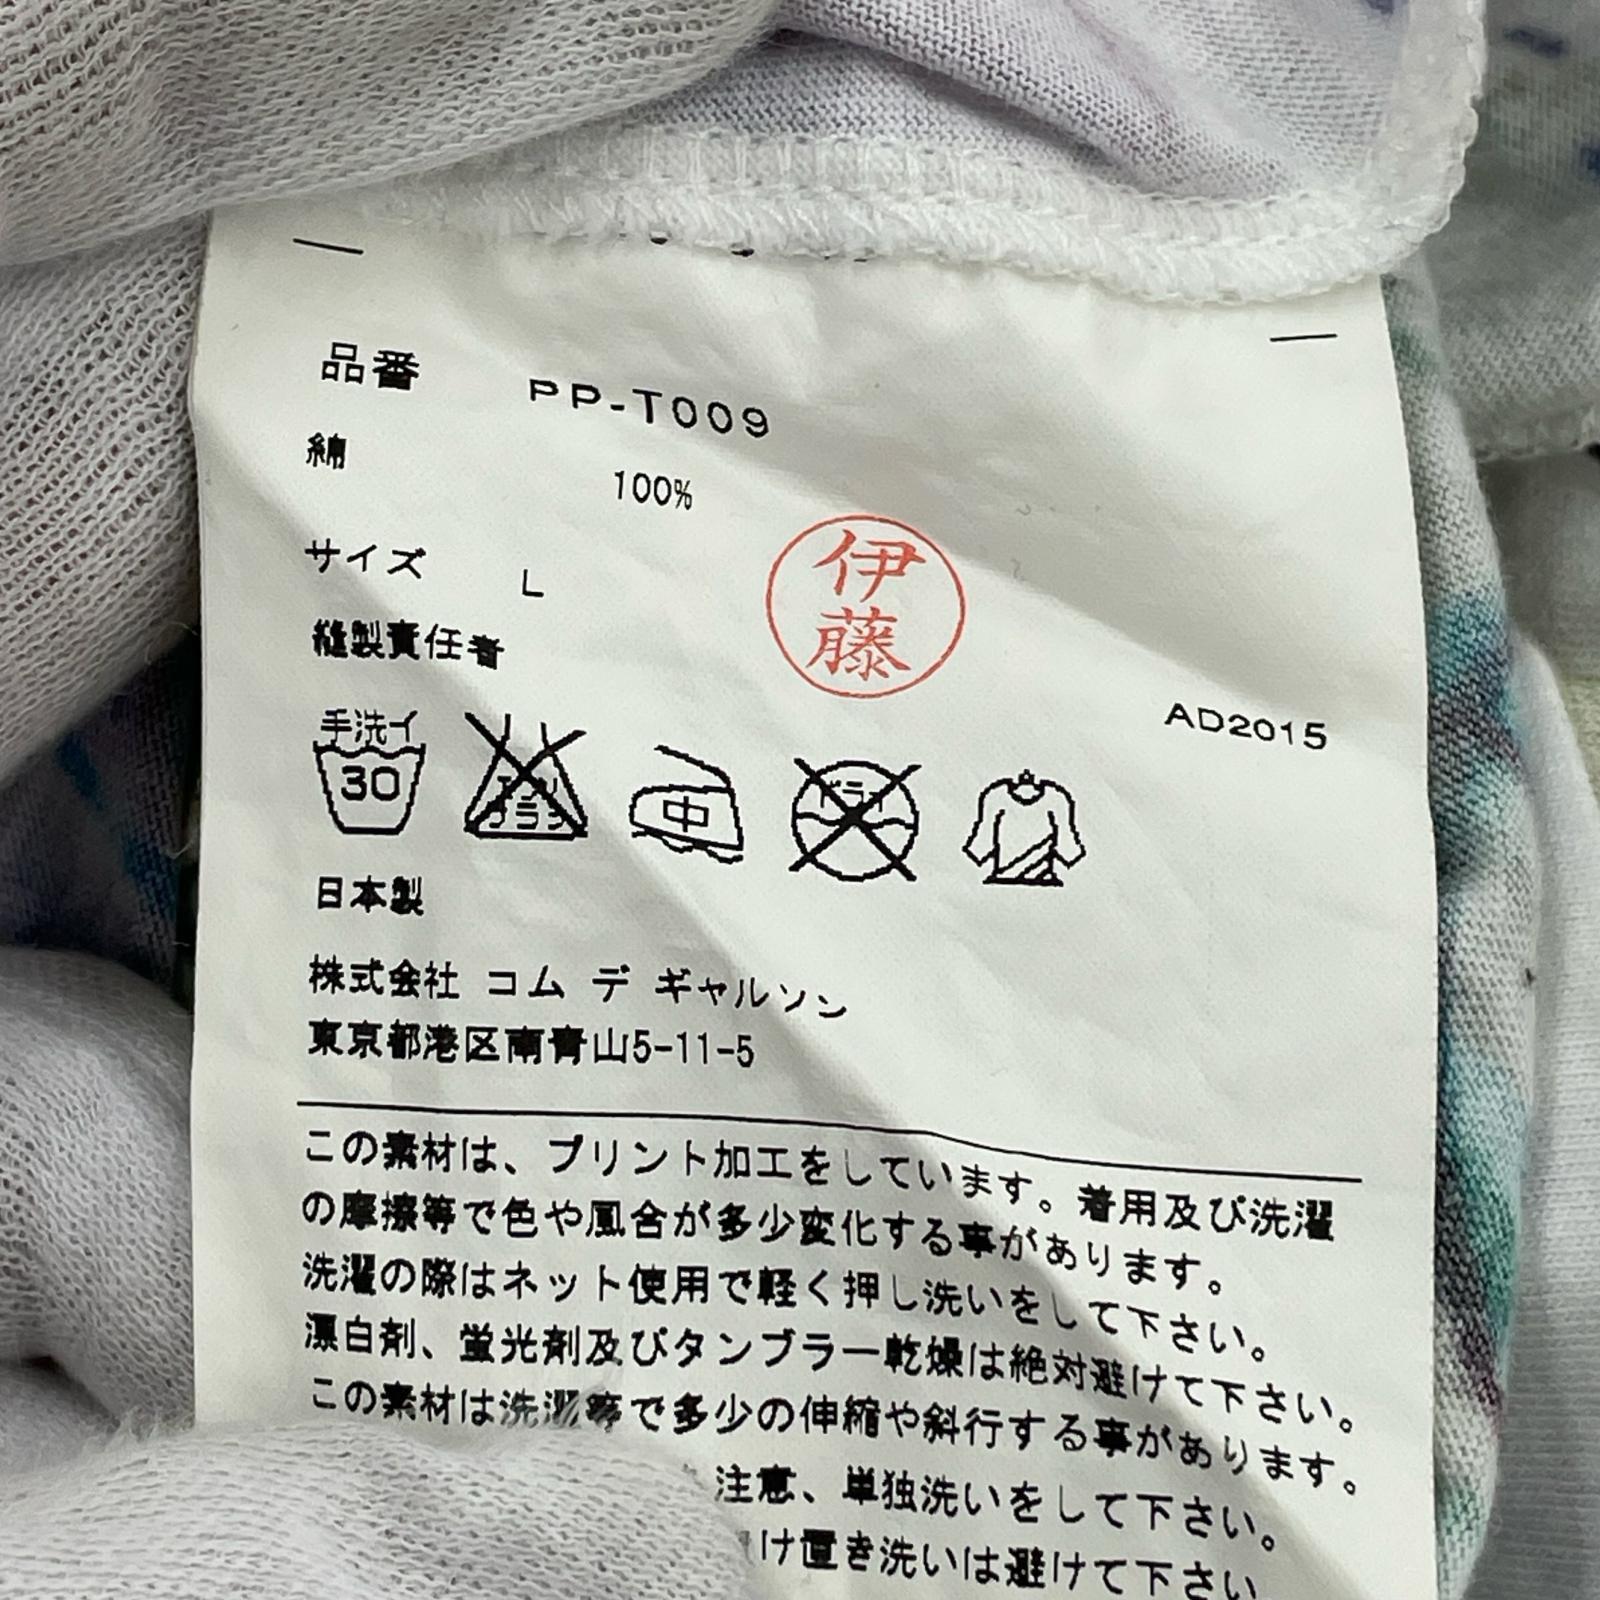 品番 PP-T009
綿 100%
サイズ L
縫製責任者
伊藤
AD2015
手洗イ
30
エンソ
サラシ
中
ドライ
日本製
株式会社 コム デ ギャルソン
東京都港区南青山5-11-5
この素材は、プリント加工をしています。着用及び洗濯
の摩擦等で色や風合が多少変化する事があります。
洗濯の際はネット使用で軽く押し洗いをして下さい。
漂白剤、蛍光剤及びタンブラー乾燥は絶対避けて下さい。
この素材は洗濯等で多少の伸縮や斜行する事があります。
注意、単独洗いをして下さい。
け置き洗いは避けて下さい